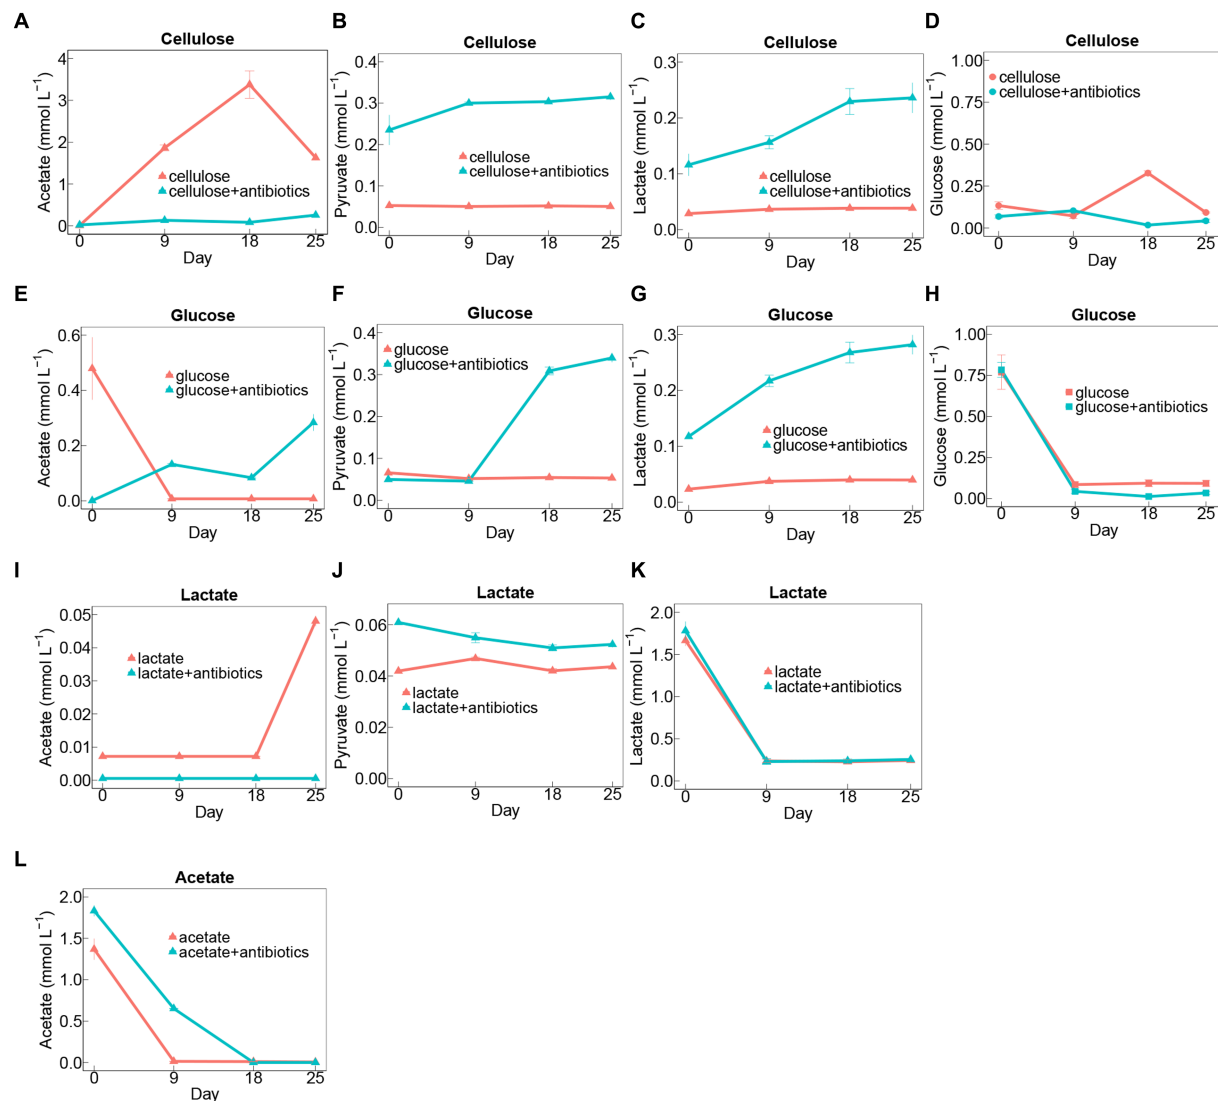 A
Cellulose
Acetate (mmol L−1)
4
3
2
1
0
cellulose
cellulose+antibiotics
0 9 18 25
Day
B
Cellulose
Pyruvate (mmol L−1)
0.4
0.3
0.2
0.1
0.0
cellulose
cellulose+antibiotics
0 9 18 25
Day
C
Cellulose
Lactate (mmol L−1)
0.3
0.2
0.1
0.0
cellulose
cellulose+antibiotics
0 9 18 25
Day
D
Cellulose
Glucose (mmol L−1)
1.00
0.75
0.50
0.25
0.00
cellulose
cellulose+antibiotics
0 9 18 25
Day
E
Glucose
Acetate (mmol L−1)
0.6
0.4
0.2
0.0
glucose
glucose+antibiotics
0 9 18 25
Day
F
Glucose
Pyruvate (mmol L−1)
0.4
0.3
0.2
0.1
0.0
glucose
glucose+antibiotics
0 9 18 25
Day
G
Glucose
Lactate (mmol L−1)
0.3
0.2
0.1
0.0
glucose
glucose+antibiotics
0 9 18 25
Day
H
Glucose
Glucose (mmol L−1)
1.00
0.75
0.50
0.25
0.00
glucose
glucose+antibiotics
0 9 18 25
Day
I
Lactate
Acetate (mmol L−1)
0.05
0.04
0.03
0.02
0.01
0.00
lactate
lactate+antibiotics
0 9 18 25
Day
J
Lactate
Pyruvate (mmol L−1)
0.06
0.04
0.02
0.00
lactate
lactate+antibiotics
0 9 18 25
Day
K
Lactate
Lactate (mmol L−1)
2.0
1.5
1.0
0.5
0.0
lactate
lactate+antibiotics
0 9 18 25
Day
L
Acetate
Acetate (mmol L−1)
2.0
1.5
1.0
0.5
0.0
acetate
acetate+antibiotics
0 9 18 25
Day